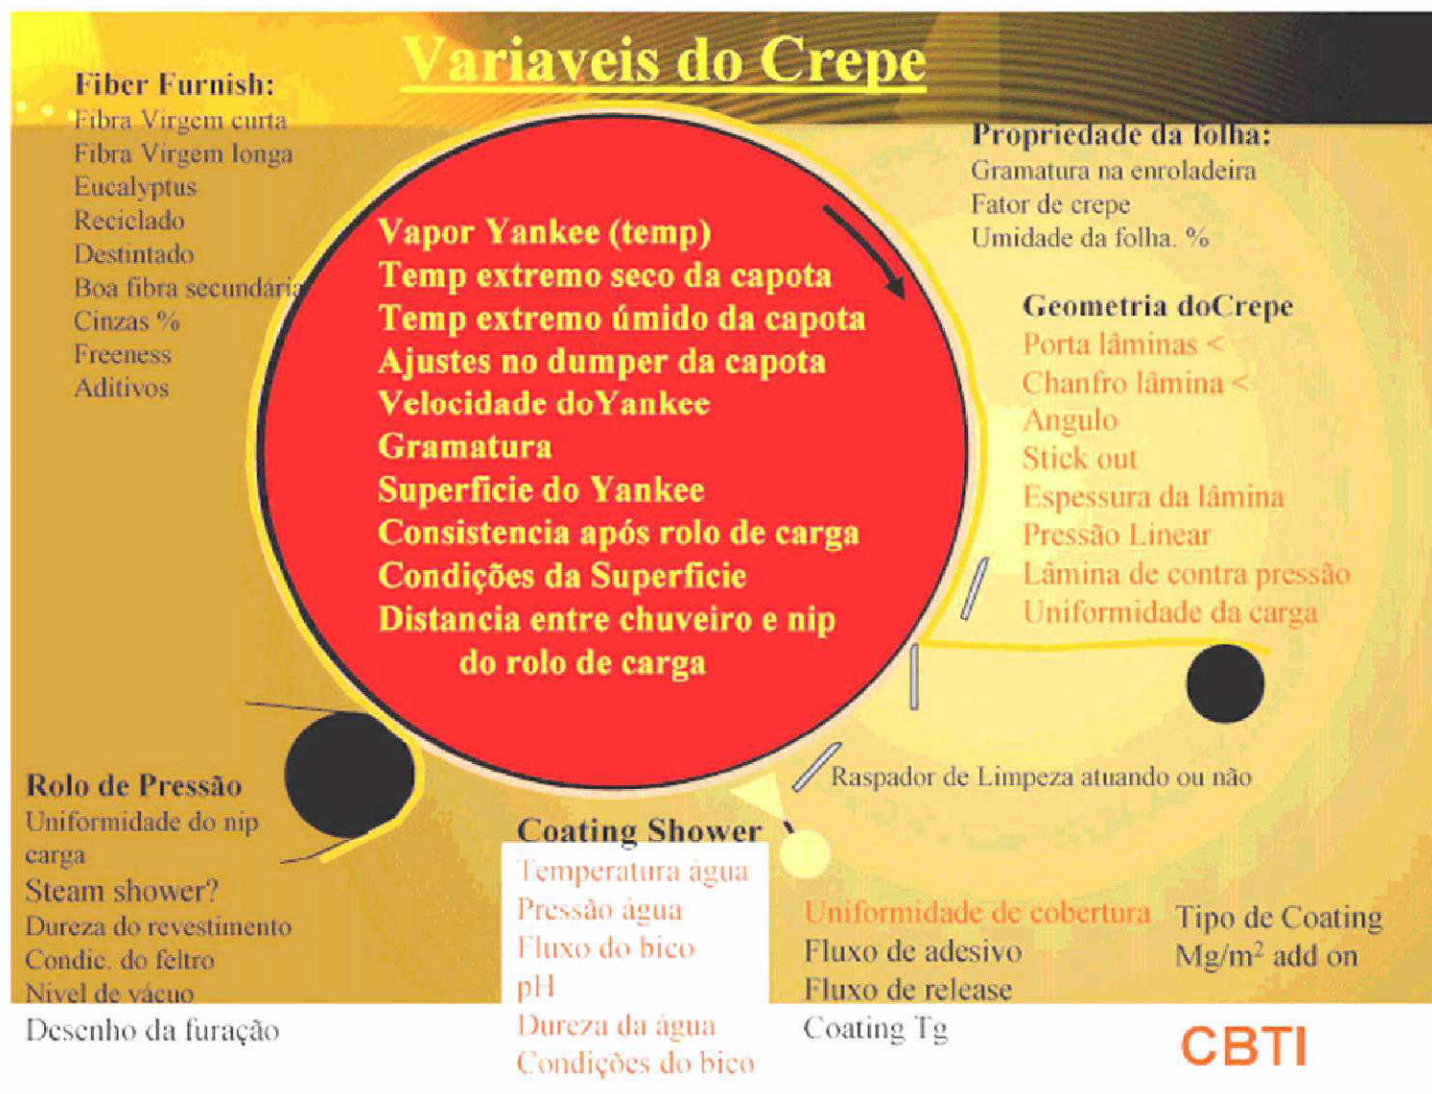 Variaveis do Crepe
Fiber Furnish:
Fibra Virgem curta
Fibra Virgem longa
Eucalyptus
Reciclado
Destintado
Boa fibra secundária
Cinzas %
Freeness
Aditivos
Vapor Yankee (temp)
Temp extremo seco da capota
Temp extremo úmido da capota
Ajustes no dumper da capota
Velocidade doYankee
Gramatura
Superficie do Yankee
Consistencia após rolo de carga
Condições da Superficie
Distancia entre chuveiro e nip
do rolo de carga
Propriedade da folha:
Gramatura na enroladeira
Fator de crepe
Umidade da folha. %
Geometria doCrepe
Porta lâminas <
Chanfro lâmina <
Angulo
Stick out
Espessura da lâmina
Pressão Linear
Lâmina de contra pressão
Uniformidade da carga
Raspador de Limpeza atuando ou não
Rolo de Pressão
Uniformidade do nip
carga
Steam shower?
Dureza do revestimento
Condic. do feltro
Nivel de vácuo
Desenho da furação
Coating Shower
Temperatura água
Pressão água
Fluxo do bico
pH
Dureza da água
Condições do bico
Uniformidade de cobertura
Fluxo de adesivo
Fluxo de release
Coating Tg
Tipo de Coating
Mg/m² add on
CBTI